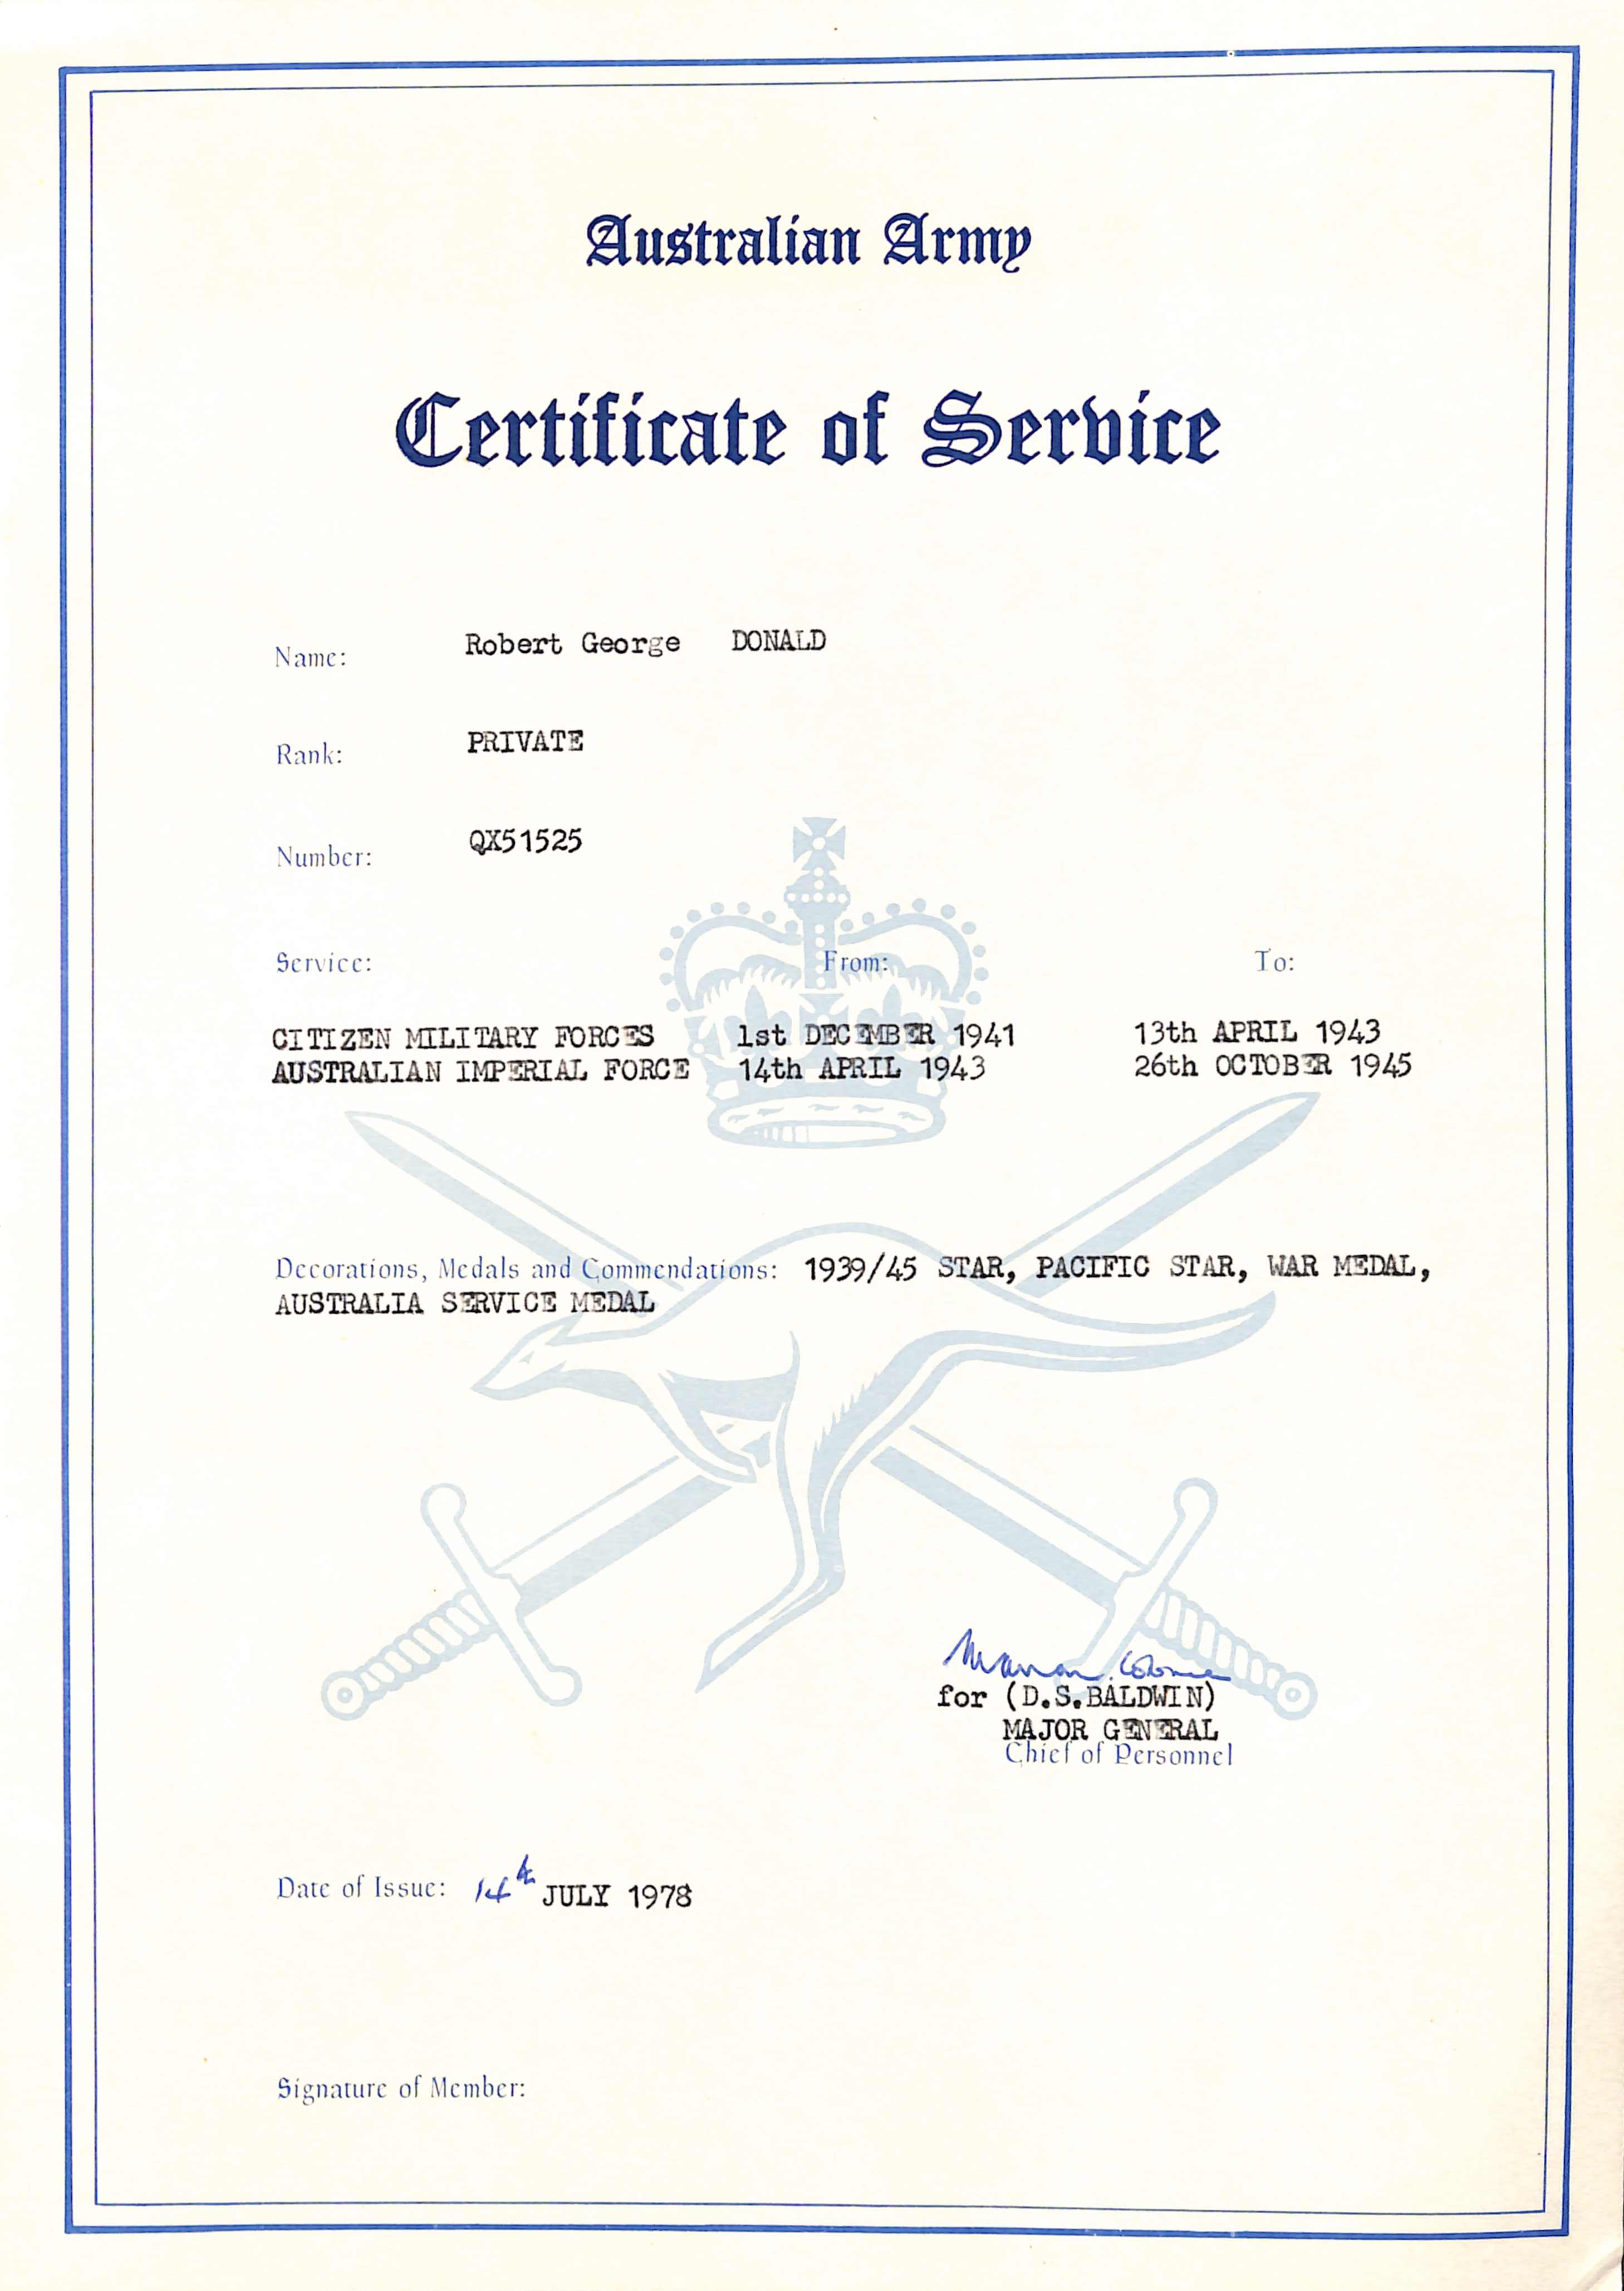 Australian Army
Certificate of Service
Name: Robert George DONALD
Rank: PRIVATE
Number: QX51525
Service: From: To:
CITIZEN MILITARY FORCES 1st DECEMBER 1941 13th APRIL 1943
AUSTRALIAN IMPERIAL FORCE 14th APRIL 1943 26th OCTOBER 1945
Decorations, Medals and Commendations: 1939/45 STAR, PACIFIC STAR, WAR MEDAL,
AUSTRALIA SERVICE MEDAL
for (D.S.BALDWIN)
MAJOR GENERAL
Chief of Personnel
Date of Issue: 14th JULY 1978
Signature of Member: